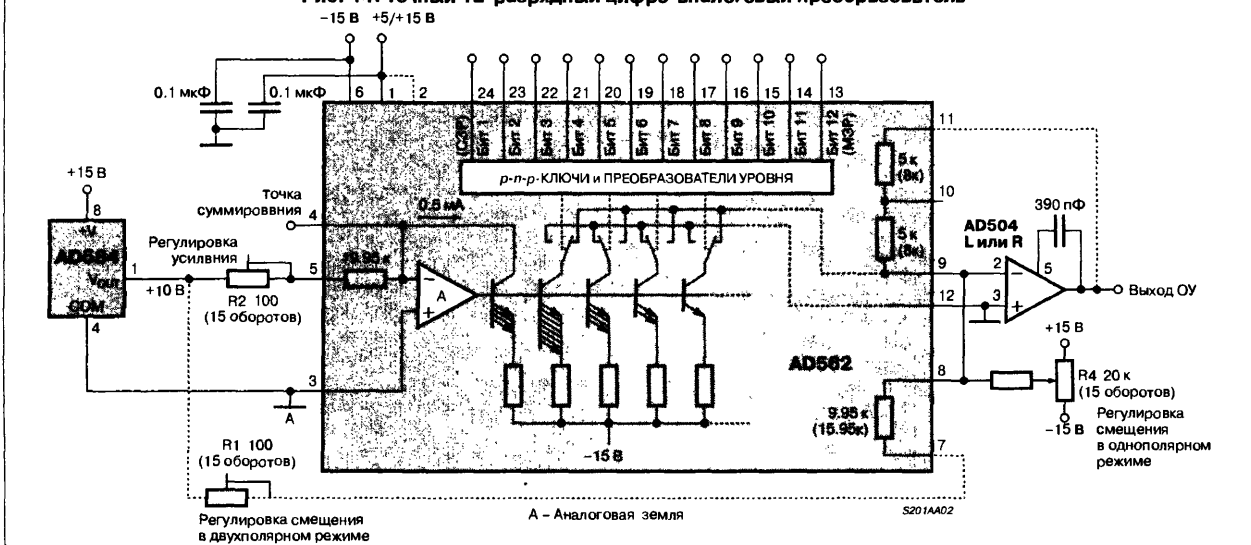 −15 В +5/+15 В
0.1 мкФ
0.1 мкФ
6 1 2
24 23 22 21 20 19 18 17 16 15 14 13
(СЗР)
Бит 1
Бит 2
Бит 3
Бит 4
Бит 5
Бит 6
Бит 7
Бит 8
Бит 9
Бит 10
Бит 11
Бит 12
(МЗР)
p-n-p-КЛЮЧИ и ПРЕОБРАЗОВАТЕЛИ УРОВНЯ
11
5 к
(8к)
10
5 к
(8к)
390 пФ
AD504
L или R
9
2
−
5
12
3
+
Выход ОУ
+15 В
8
+V
AD584
VOUT
1
+10 В
COM
4
точка
суммироввния
4
0.5 мА
Регулировка
усилвния
5
19.95 к
R2 100
(15 оборотов)
−
A
+
3
A
AD562
8
+15 В
R4 20 к
(15 оборотов)
−15 В
9.95 к
(15.95к)
7
Регулировка
смещения
в однополярном
режиме
−15 В
R1 100
(15 оборотов)
Регулировка смещения
в двухполярном режиме
A – Аналоговая земля
S201AA02